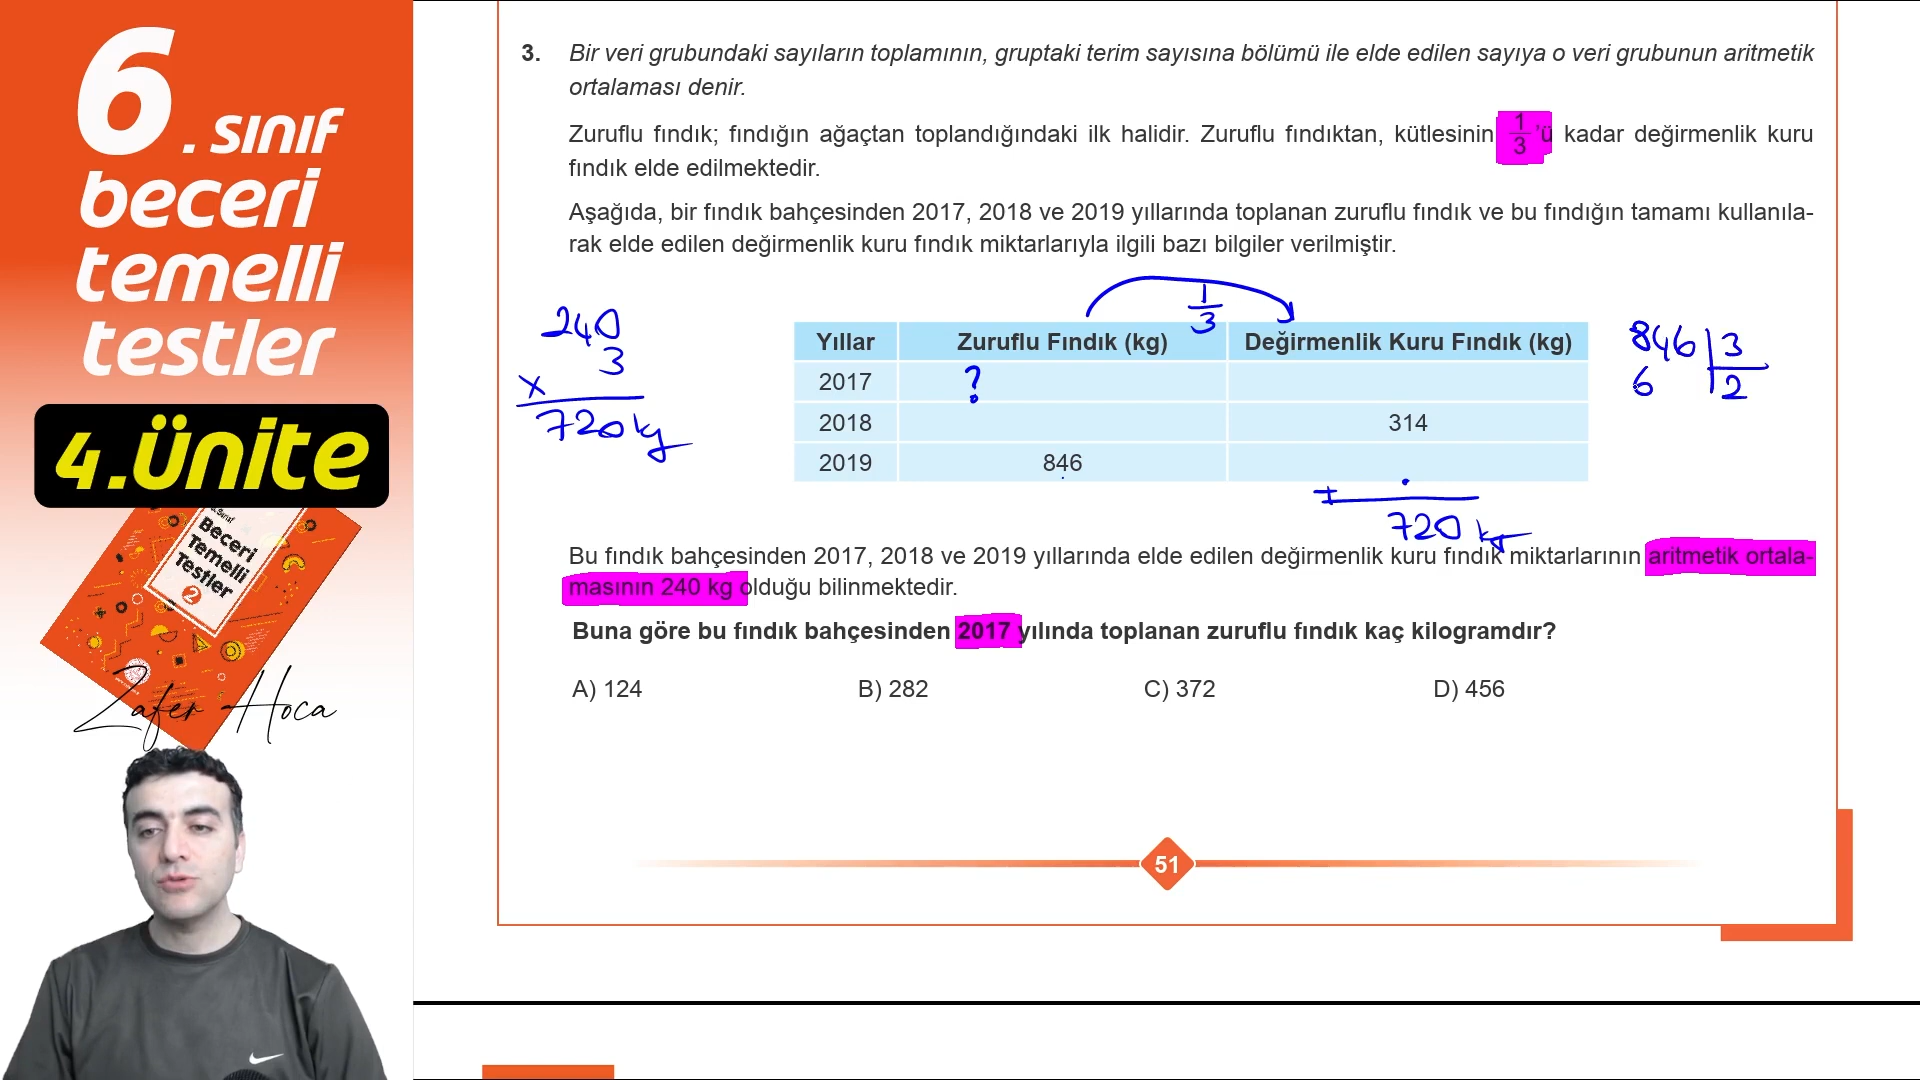 6. sınıf
beceri
temelli
testler
4.ünite
Beceri
Temelli
Testler
2
Zafer Hoca
3. Bir veri grubundaki sayıların toplamının, gruptaki terim sayısına bölümü ile elde edilen sayıya o veri grubunun aritmetik
ortalaması denir.
Zuruflu fındık; fındığın ağaçtan toplandığındaki ilk halidir. Zuruflu fındıktan, kütlesinin 1/3 'ü kadar değirmenlik kuru
fındık elde edilmektedir.
Aşağıda, bir fındık bahçesinden 2017, 2018 ve 2019 yıllarında toplanan zuruflu fındık ve bu fındığın tamamı kullanıla-
rak elde edilen değirmenlik kuru fındık miktarlarıyla ilgili bazı bilgiler verilmiştir.
240
3
x
720 kg
1/3
Yıllar Zuruflu Fındık (kg) Değirmenlik Kuru Fındık (kg)
2017 ?
2018 314
2019 846
+
720 kg
846 3
6 2
Bu fındık bahçesinden 2017, 2018 ve 2019 yıllarında elde edilen değirmenlik kuru fındık miktarlarının aritmetik ortala-
masının 240 kg olduğu bilinmektedir.
Buna göre bu fındık bahçesinden 2017 yılında toplanan zuruflu fındık kaç kilogramdır?
A) 124 B) 282 C) 372 D) 456
51